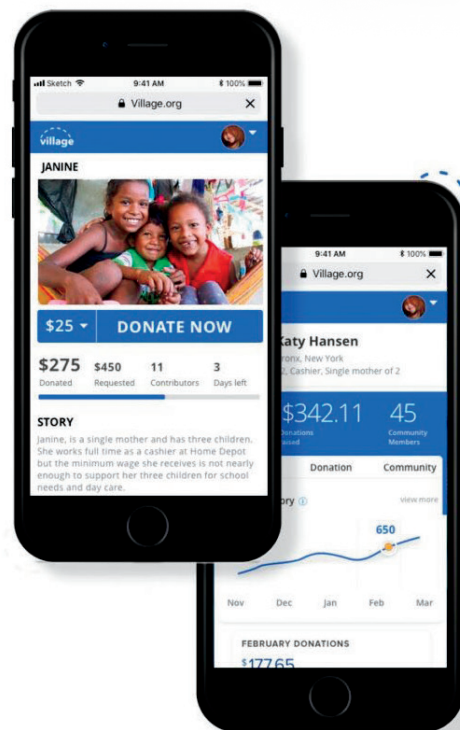 Sketch 9:41 AM 100%
Village.org X
village
JANINE
$25 DONATE NOW
$275 $450 11 3
Donated Requested Contributors Days left
STORY
Janine, is a single mother and has three children.
She works full time as a cashier at Home Depot
but the minimum wage she receives is not nearly
enough to support her three children for school
needs and day care.
9:41 AM 100%
Village.org X
Katy Hansen
ronx, New York
2, Cashier, Single mother of 2
$342.11 45
Donations Community
raised Members
Donation Community
ory view more
650
Nov Dec Jan Feb Mar
FEBRUARY DONATIONS
$177.65